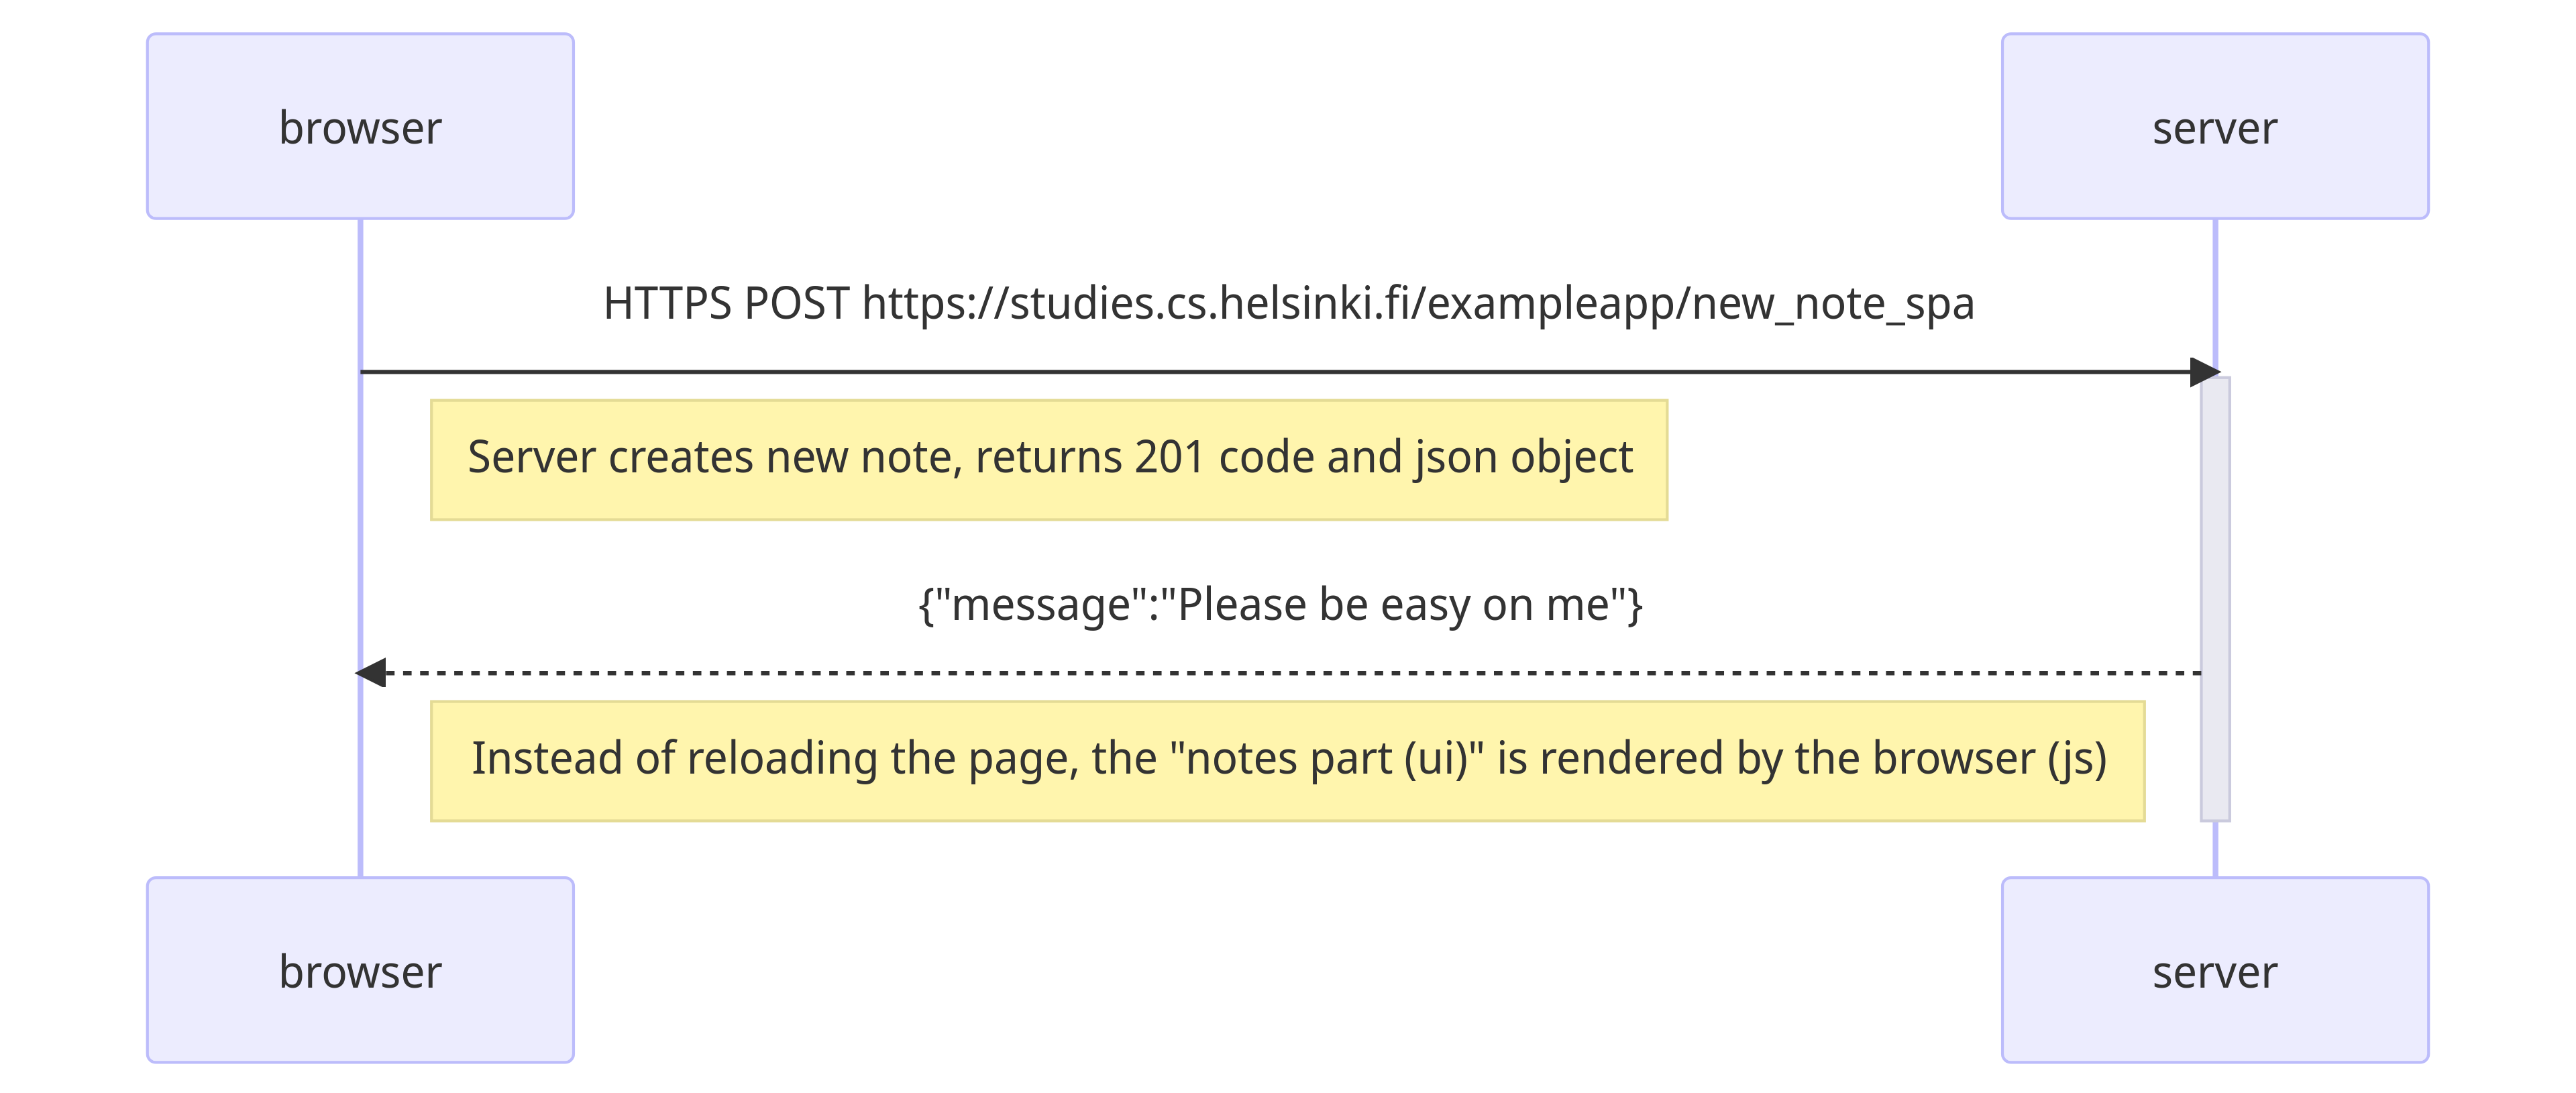 browser
server
HTTPS POST https://studies.cs.helsinki.fi/exampleapp/new_note_spa
Server creates new note, returns 201 code and json object
{"message":"Please be easy on me"}
Instead of reloading the page, the "notes part (ui)" is rendered by the browser (js)
browser
server